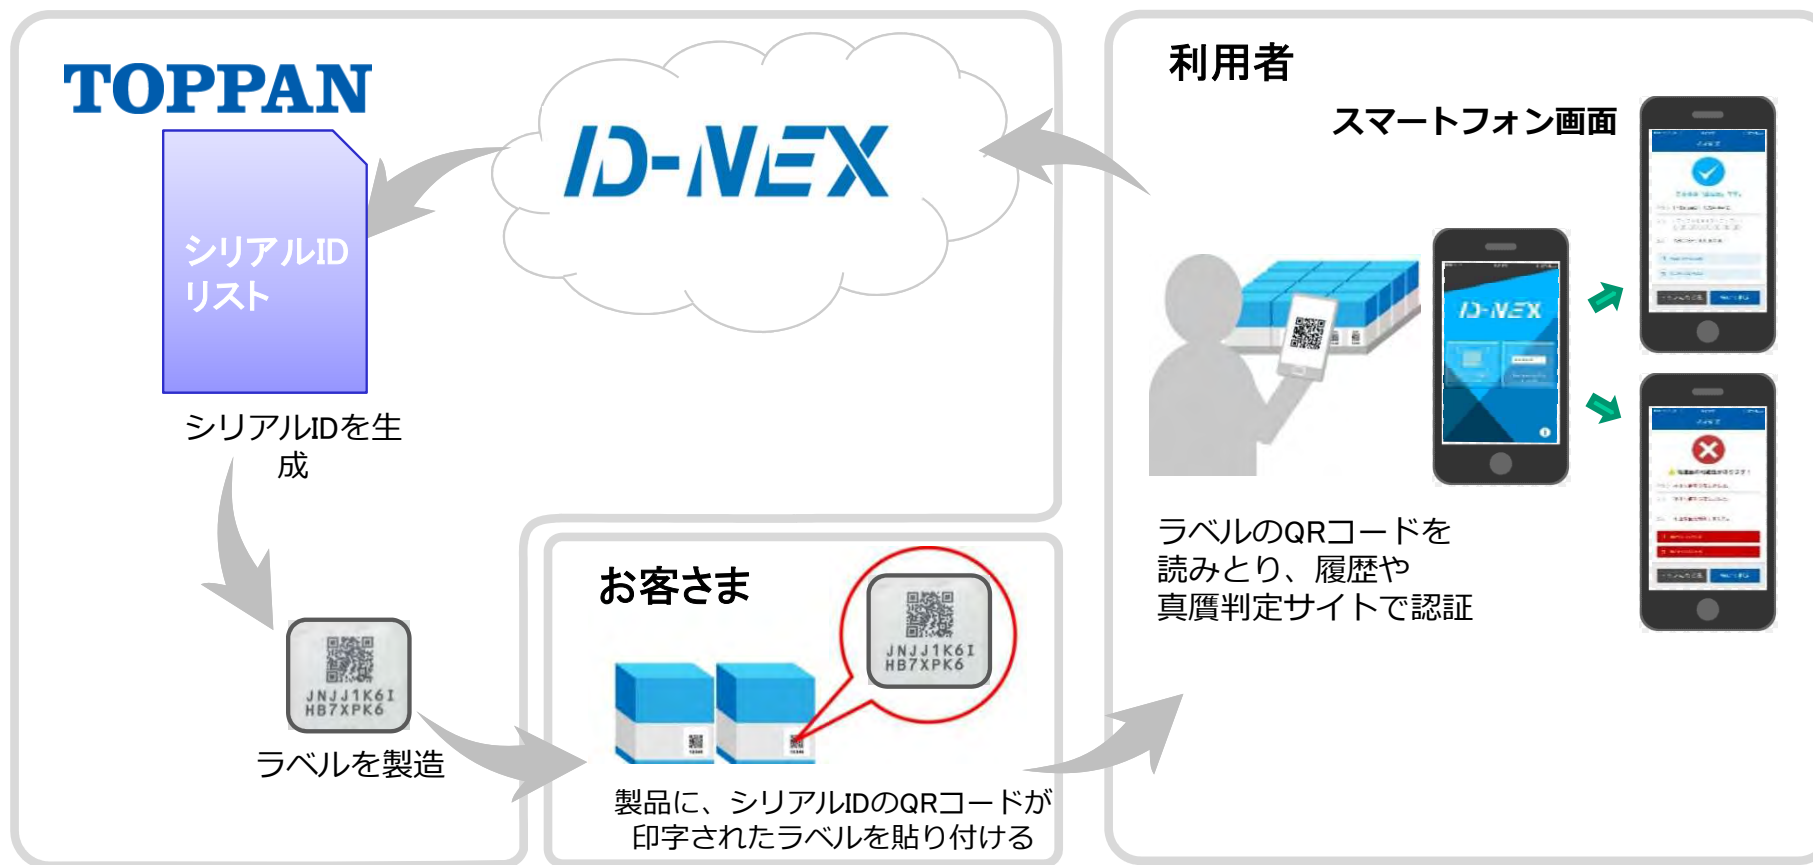 TOPPAN
シリアルID
リスト
シリアルIDを生
成
JNJJ1K6I
HB7XPK6
ラベルを製造
ID-NEX
お客さま
JNJJ1K6I
HB7XPK6
製品に、シリアルIDのQRコードが
印字されたラベルを貼り付ける
利用者
スマートフォン画面
ID-NEX
ラベルのQRコードを
読みとり、履歴や
真贋判定サイトで認証